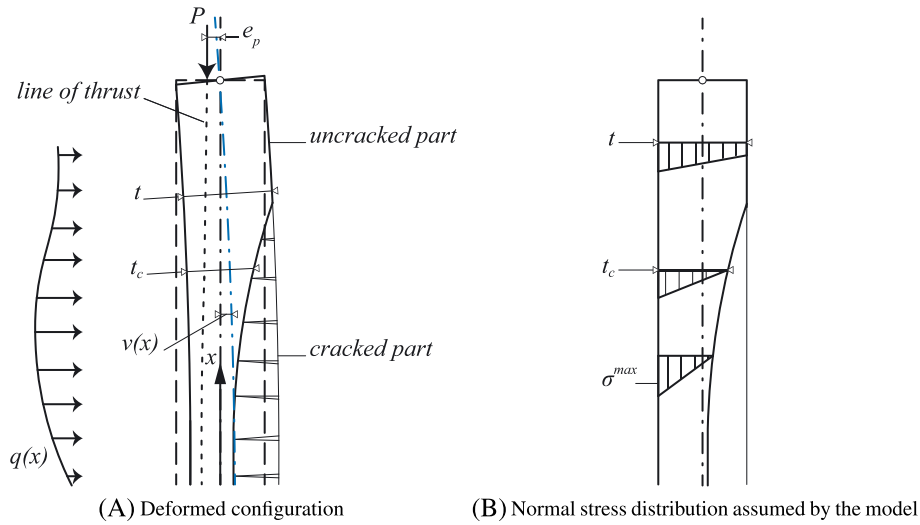 P
e_p
line of thrust
uncracked part
t
t_c
v(x)
x
cracked part
q(x)
(A) Deformed configuration
t
t_c
σ^max
(B) Normal stress distribution assumed by the model